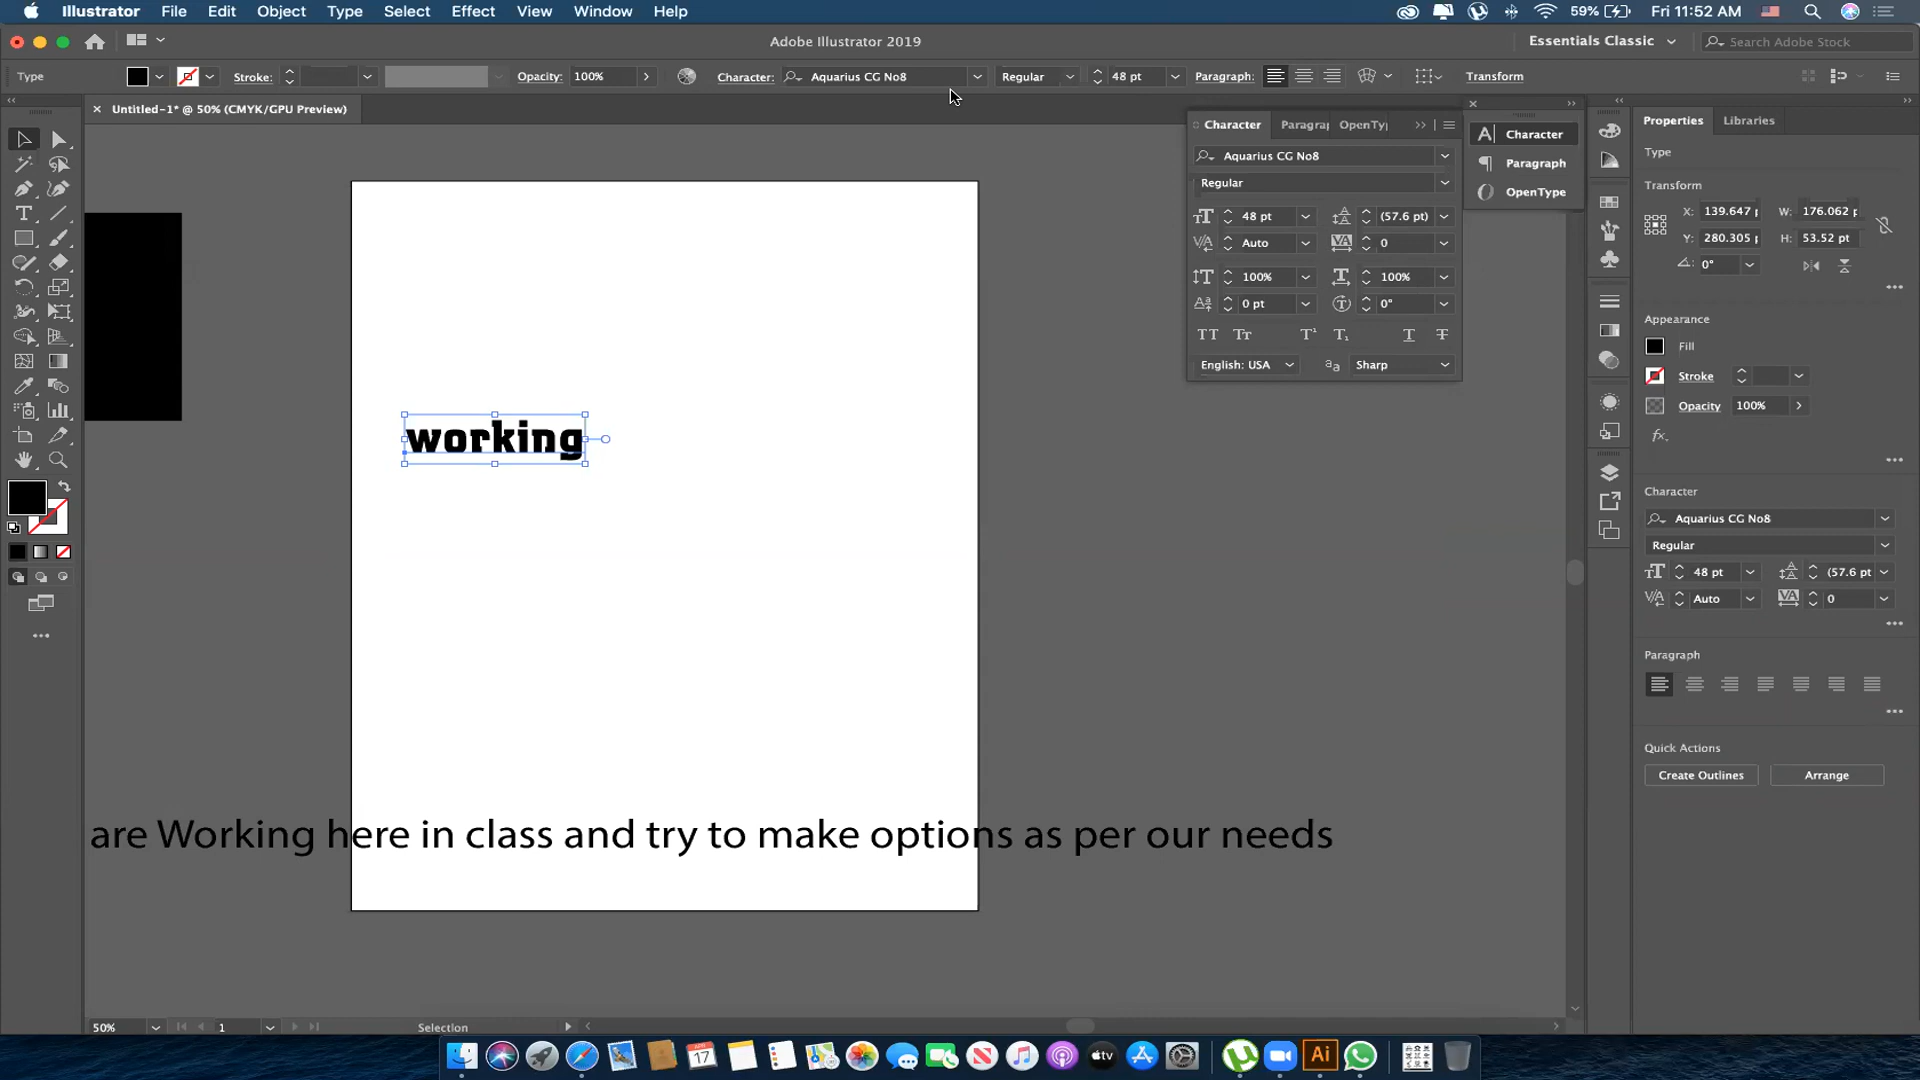 Illustrator File Edit Object Type Select Effect View Window Help 59% Fri 11:52 AM
Adobe Illustrator 2019 Essentials Classic Search Adobe Stock
Type Stroke: Opacity: 100% Character: Aquarius CG No8 Regular 48 pt Paragraph: Transform
Untitled-1* @ 50% (CMYK/GPU Preview)
Character Paragrap OpenTy
Aquarius CG No8
Regular
48 pt (57.6 pt)
Auto 0
100% 100%
0 pt 0°
English: USA Sharp
Character
Paragraph
OpenType
Properties Libraries
Type
Transform
X: 139.647 p W: 176.062 p
Y: 280.305 p H: 53.52 pt
0°
Appearance
Fill
Stroke
Opacity 100%
Character
Aquarius CG No8
Regular
48 pt (57.6 pt
Auto 0
Paragraph
Quick Actions
Create Outlines Arrange
working
are Working here in class and try to make options as per our needs
50% 1 Selection
APR
17
tv
Ai